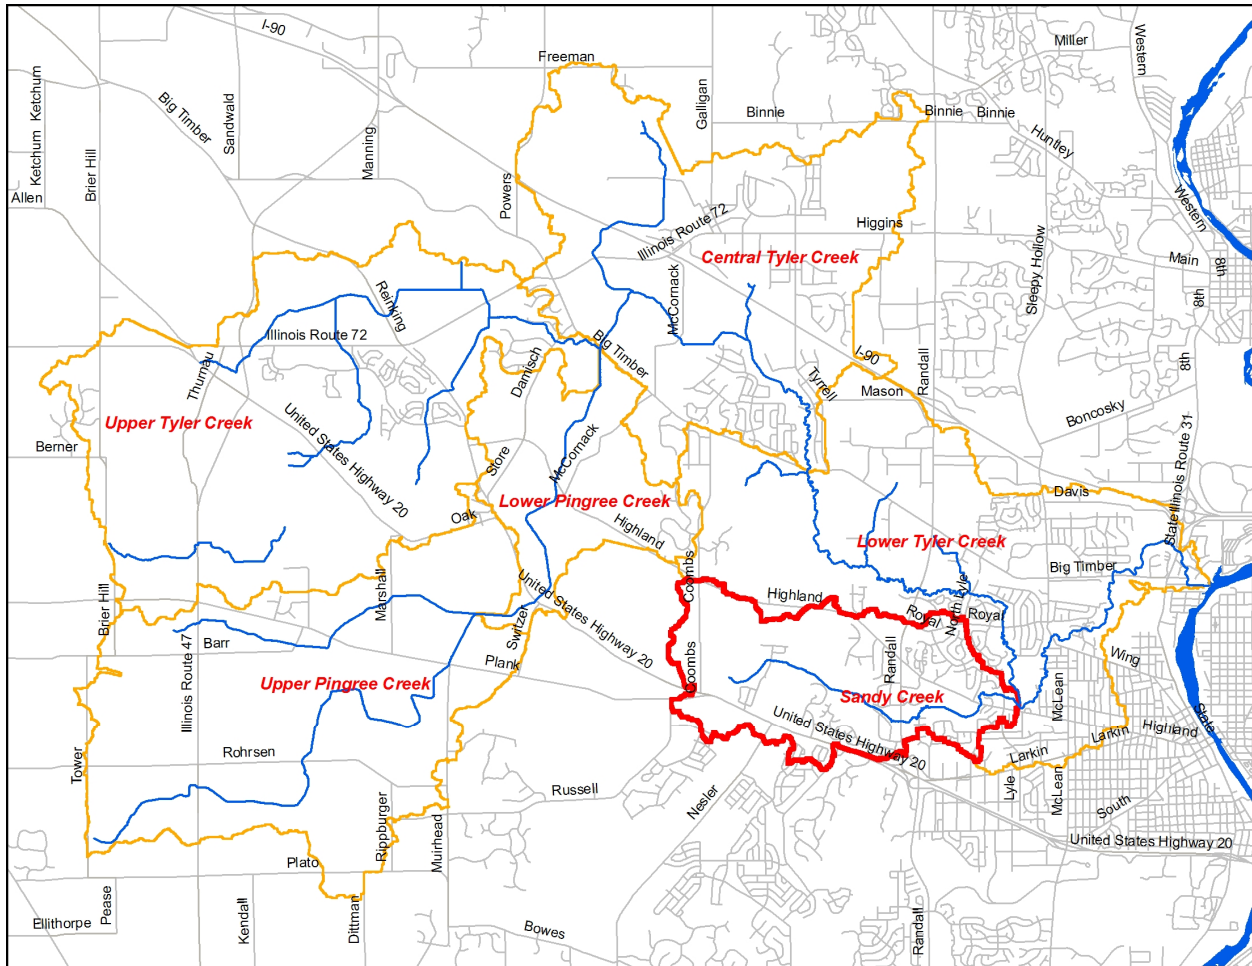 I-90
Freeman
Miller
Western
Ketchum
Big Timber
Sandwald
Galligan
Binnie
Binnie
Binnie
Huntley
Manning
Ketchum
Brier Hill
Allen
Powers
Western
Illinois Route 72
Higgins
Central Tyler Creek
Sleepy Hollow
Main
8th
8th
Reinking
McCornack
Illinois Route 72
Big Timber
I-90
Randall
8th
Thurnau
Damisch
Tyrrell
Mason
Boncosky
Upper Tyler Creek
United States Highway 20
Berner
McCornack
Store
Illinois Route 31
State
Davis
Lower Pingree Creek
Oak
Highland
Lower Tyler Creek
Coombs
Big Timber
Marshall
United States Highway 20
Brier Hill
Highland
Royal
North Lyle
Royal
Barr
Switzer
Plank
Illinois Route 47
Coombs
Randall
Wing
McLean
Upper Pingree Creek
Sandy Creek
State
United States Highway 20
Highland
Larkin
Larkin
Rohrsen
Tower
Russell
Nesler
Lyle
McLean
South
Rippburger
Muirhead
United States Highway 20
Plato
Pease
Ellithorpe
Kendall
Dittman
Bowes
Randall